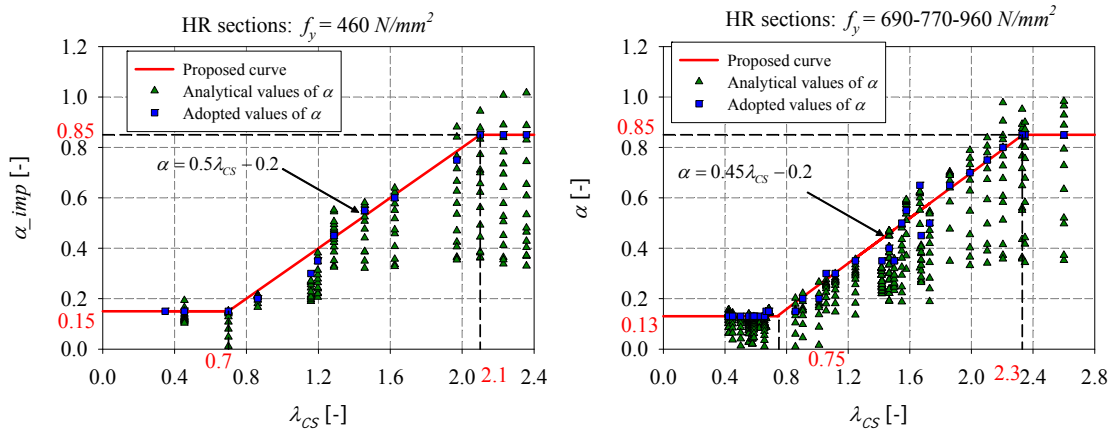 HR sections: f_y = 460 N/mm²
1.2
1.0
0.85
0.8
0.6
0.4
0.2
0.15
0.0
α_imp [-]
Proposed curve
Analytical values of α
Adopted values of α
α = 0.5λ_CS − 0.2
0.7
2.1
0.0 0.4 0.8 1.2 1.6 2.0 2.4
λ_CS [-]
HR sections: f_y = 690-770-960 N/mm²
1.2
1.0
0.85
0.8
0.6
0.4
0.2
0.13
0.0
α [-]
Proposed curve
Analytical values of α
Adopted values of α
α = 0.45λ_CS − 0.2
0.75
2.3
0.0 0.4 0.8 1.2 1.6 2.0 2.4 2.8
λ_CS [-]